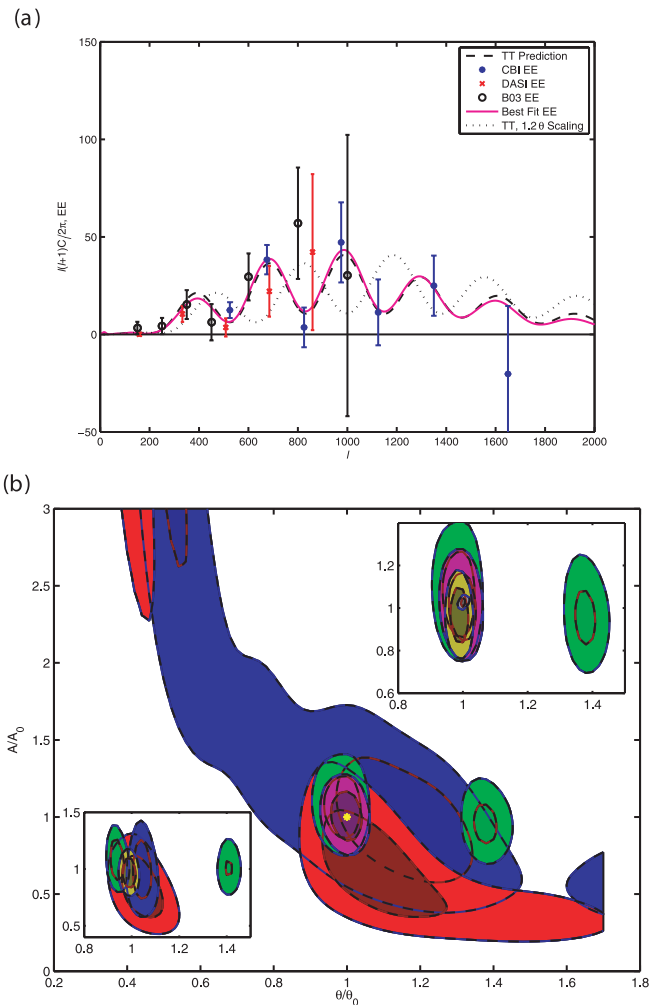 (a)
150
100
50
0
−50
l(l+1)C/2π, EE
0 200 400 600 800 1000 1200 1400 1600 1800 2000
l
TT Prediction
CBI EE
DASI EE
B03 EE
Best Fit EE
TT, 1.2 θ Scaling
(b)
3
2.5
2
1.5
1
0.5
0
A/A₀
0.2 0.4 0.6 0.8 1 1.2 1.4 1.6 1.8
θ/θ₀
1.2
1
0.8
0.6
0.8 1 1.2 1.4
1.5
1
0.5
0.8 1 1.2 1.4